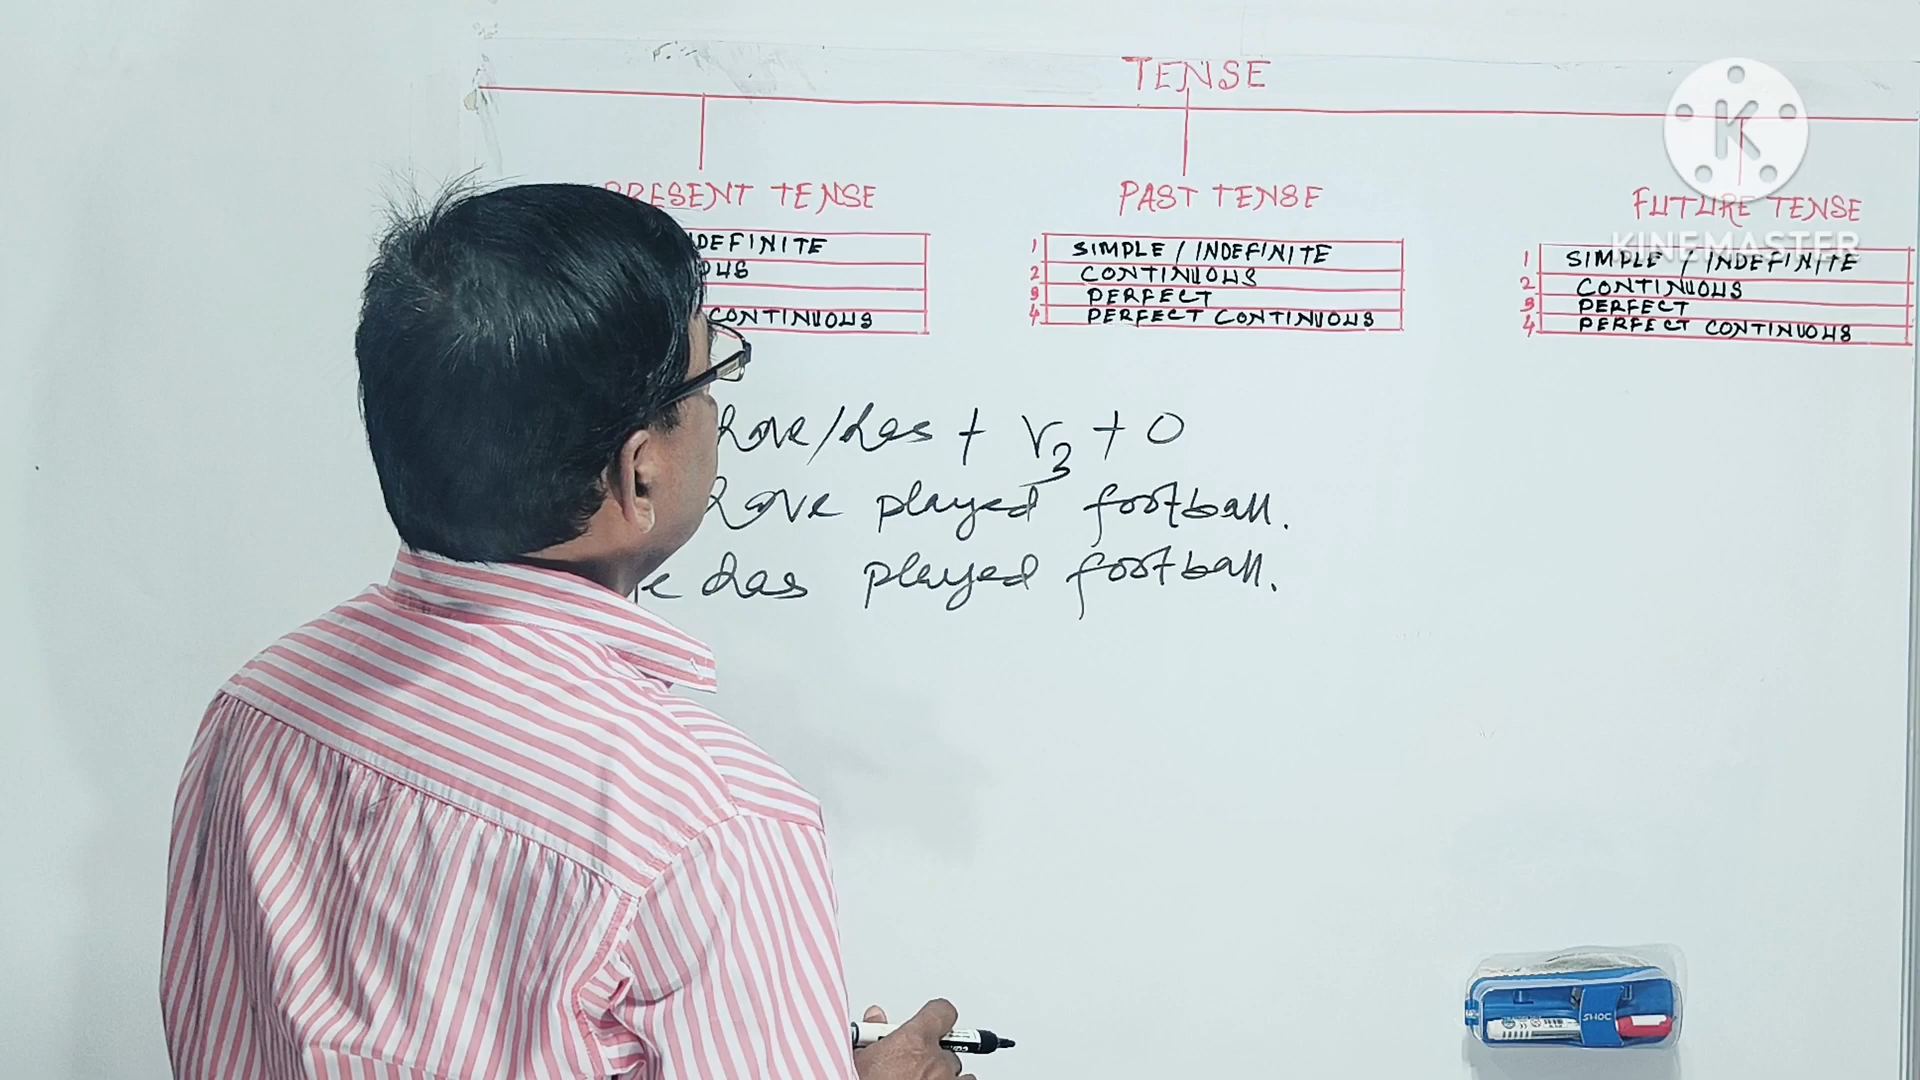 TENSE
PRESENT TENSE
PAST TENSE
FUTURE TENSE
KINEMASTER
INDEFINITE
CONTINUOUS
1 SIMPLE / INDEFINITE
2 CONTINUOUS
3 PERFECT
4 PERFECT CONTINUOUS
1 SIMPLE / INDEFINITE
2 CONTINUOUS
3 PERFECT
4 PERFECT CONTINUOUS
have/has + V3 + O
have played football.
has played football.
SHOC